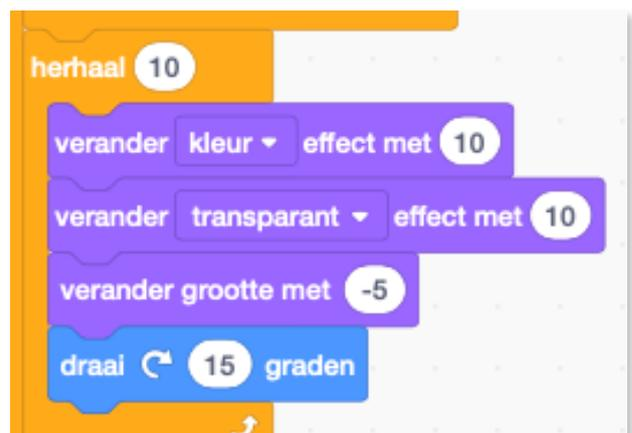 herhaal 10
verander kleur effect met 10
verander transparant effect met 10
verander grootte met -5
draai 15 graden